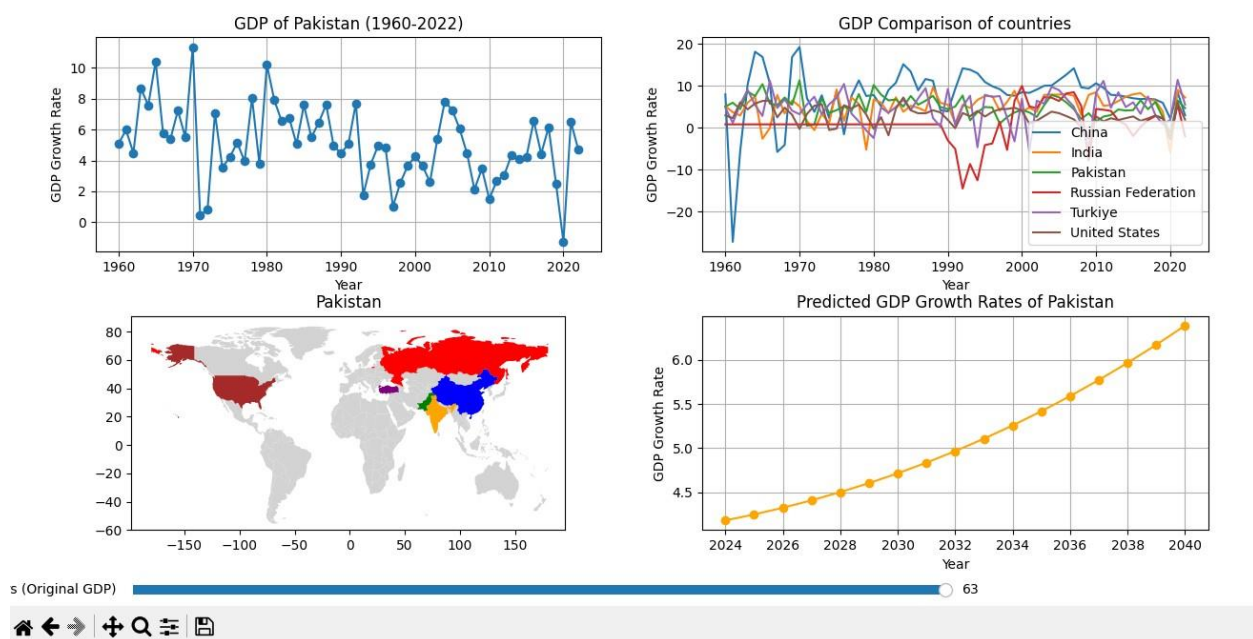 GDP of Pakistan (1960-2022)
10
8
6
4
2
0
GDP Growth Rate
1960 1970 1980 1990 2000 2010 2020
Year
GDP Comparison of countries
20
10
0
−10
−20
GDP Growth Rate
China
India
Pakistan
Russian Federation
Turkiye
United States
1960 1970 1980 1990 2000 2010 2020
Year
Pakistan
80
60
40
20
0
−20
−40
−60
−150 −100 −50 0 50 100 150
Predicted GDP Growth Rates of Pakistan
6.0
5.5
5.0
4.5
GDP Growth Rate
2024 2026 2028 2030 2032 2034 2036 2038 2040
Year
s (Original GDP) 63